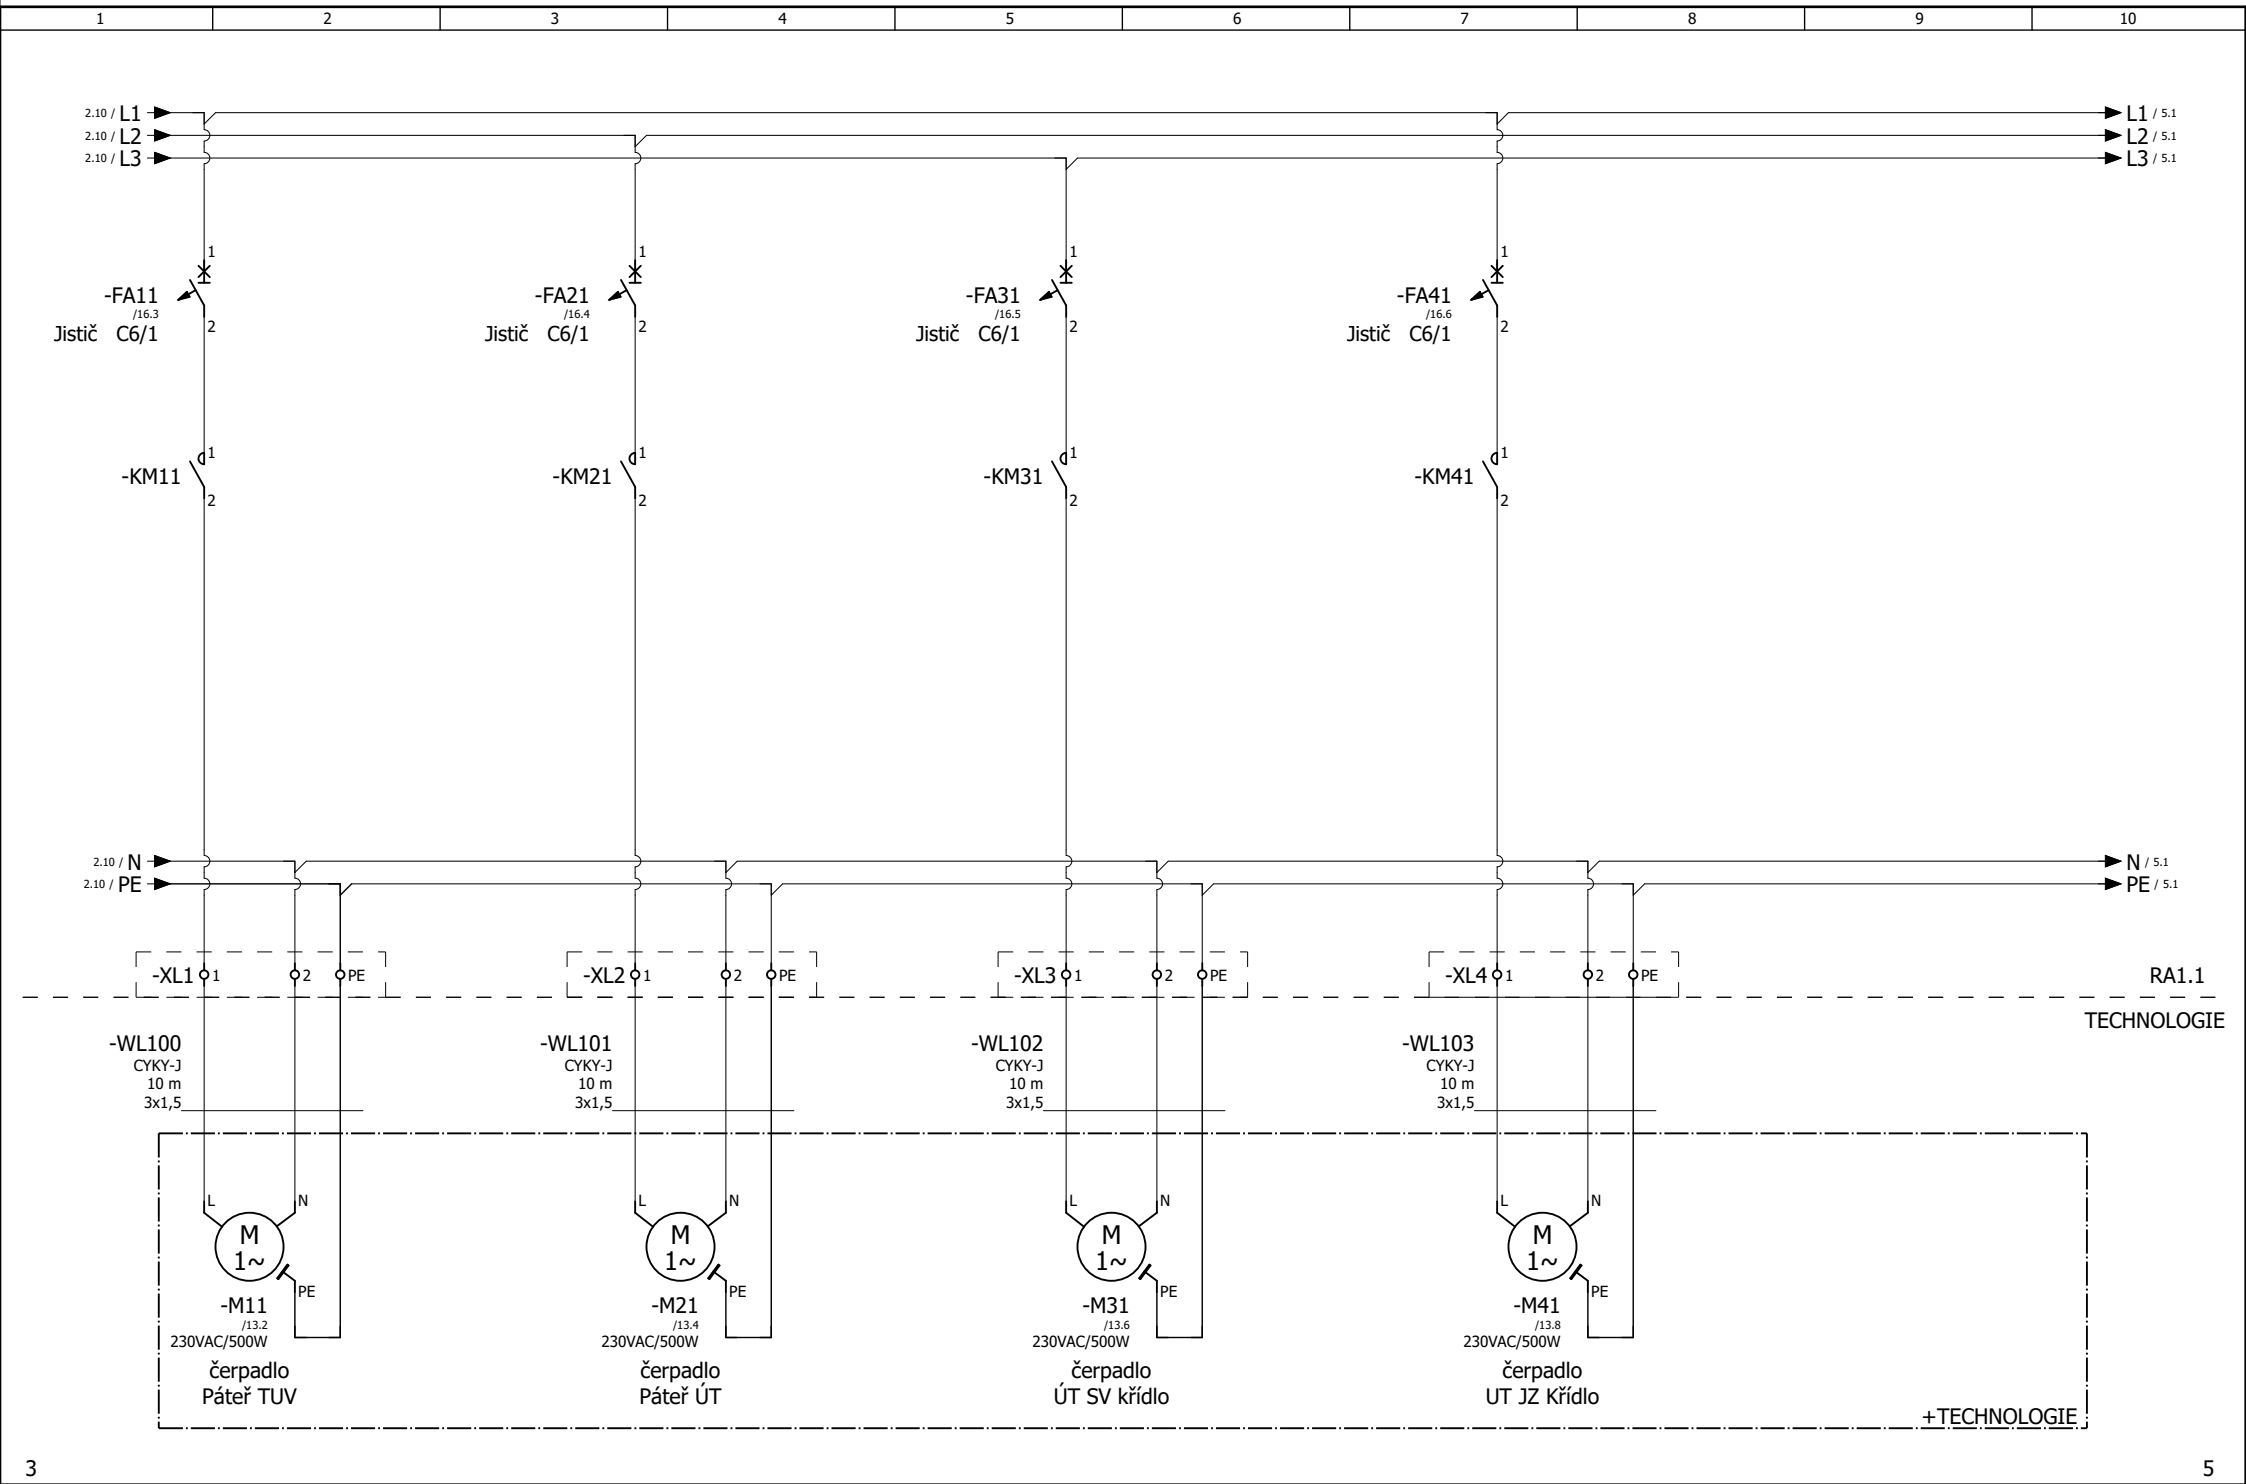 1 2 3 4 5 6 7 8 9 10
2.10 / L1 L1 / 5.1
2.10 / L2 L2 / 5.1
2.10 / L3 L3 / 5.1
1 1 1 1
-FA11 -FA21 -FA31 -FA41
/16.3 /16.4 /16.5 /16.6
2 2 2 2
Jistič C6/1 Jistič C6/1 Jistič C6/1 Jistič C6/1
1 1 1 1
-KM11 -KM21 -KM31 -KM41
2 2 2 2
2.10 / N N / 5.1
2.10 / PE PE / 5.1
-XL1 1 2 PE -XL2 1 2 PE -XL3 1 2 PE -XL4 1 2 PE RA1.1
TECHNOLOGIE
-WL100 -WL101 -WL102 -WL103
CYKY-J CYKY-J CYKY-J CYKY-J
10 m 10 m 10 m 10 m
3x1,5 3x1,5 3x1,5 3x1,5
L N L N L N L N
M M M M
1~ 1~ 1~ 1~
PE PE PE PE
-M11 -M21 -M31 -M41
/13.2 /13.4 /13.6 /13.8
230VAC/500W 230VAC/500W 230VAC/500W 230VAC/500W
čerpadlo čerpadlo čerpadlo čerpadlo
Páteř TUV Páteř ÚT ÚT SV křídlo UT JZ Křídlo
+TECHNOLOGIE
3 5